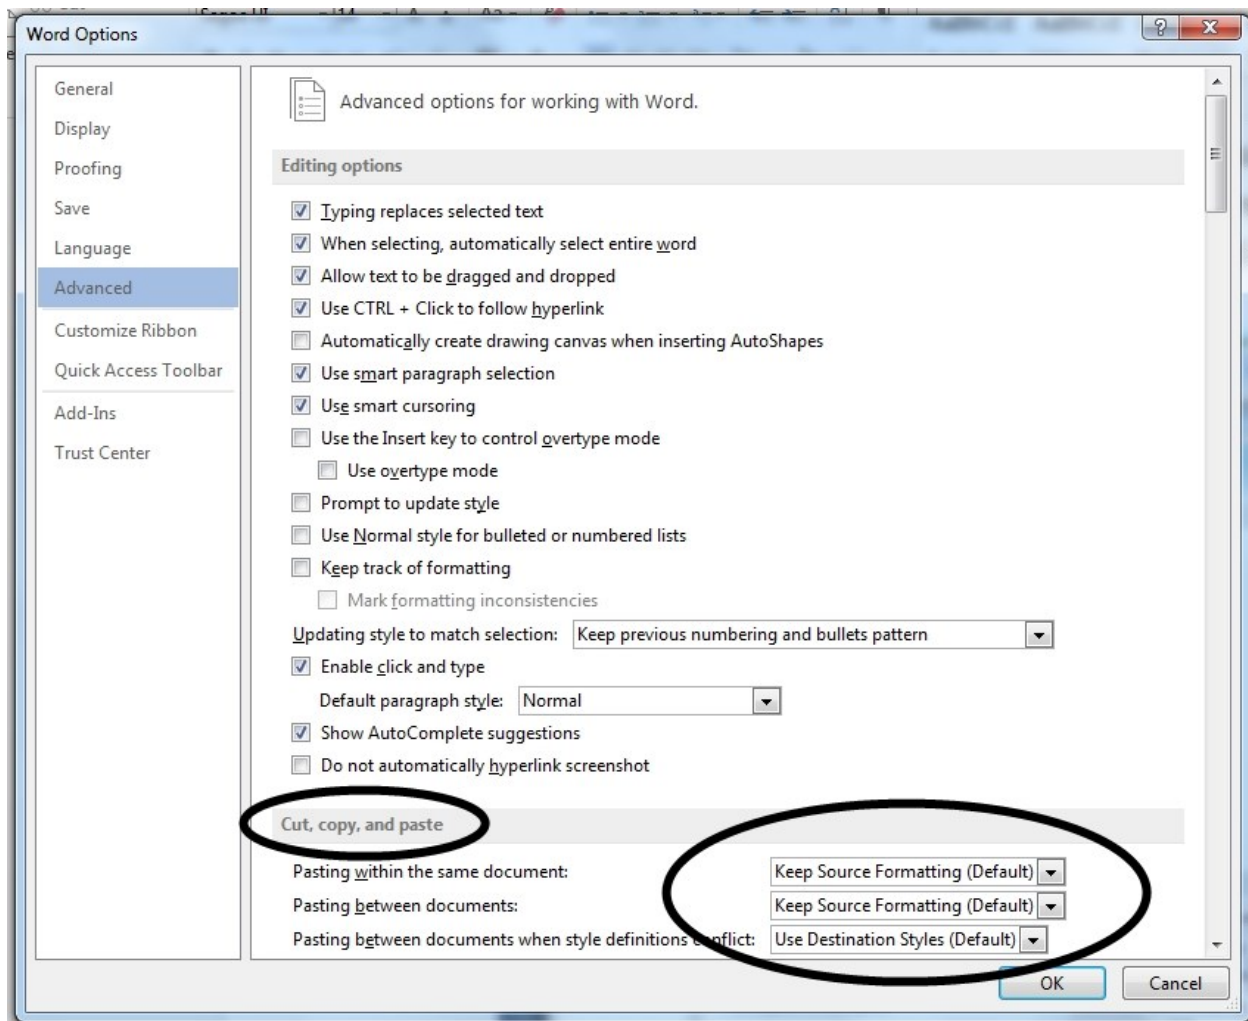 Word Options
General
Display
Proofing
Save
Language
Advanced
Customize Ribbon
Quick Access Toolbar
Add-Ins
Trust Center
Advanced options for working with Word.
Editing options
Typing replaces selected text
When selecting, automatically select entire word
Allow text to be dragged and dropped
Use CTRL + Click to follow hyperlink
Automatically create drawing canvas when inserting AutoShapes
Use smart paragraph selection
Use smart cursoring
Use the Insert key to control overtype mode
Use overtype mode
Prompt to update style
Use Normal style for bulleted or numbered lists
Keep track of formatting
Mark formatting inconsistencies
Updating style to match selection: Keep previous numbering and bullets pattern
Enable click and type
Default paragraph style: Normal
Show AutoComplete suggestions
Do not automatically hyperlink screenshot
Cut, copy, and paste
Pasting within the same document: Keep Source Formatting (Default)
Pasting between documents: Keep Source Formatting (Default)
Pasting between documents when style definitions conflict: Use Destination Styles (Default)
OK Cancel